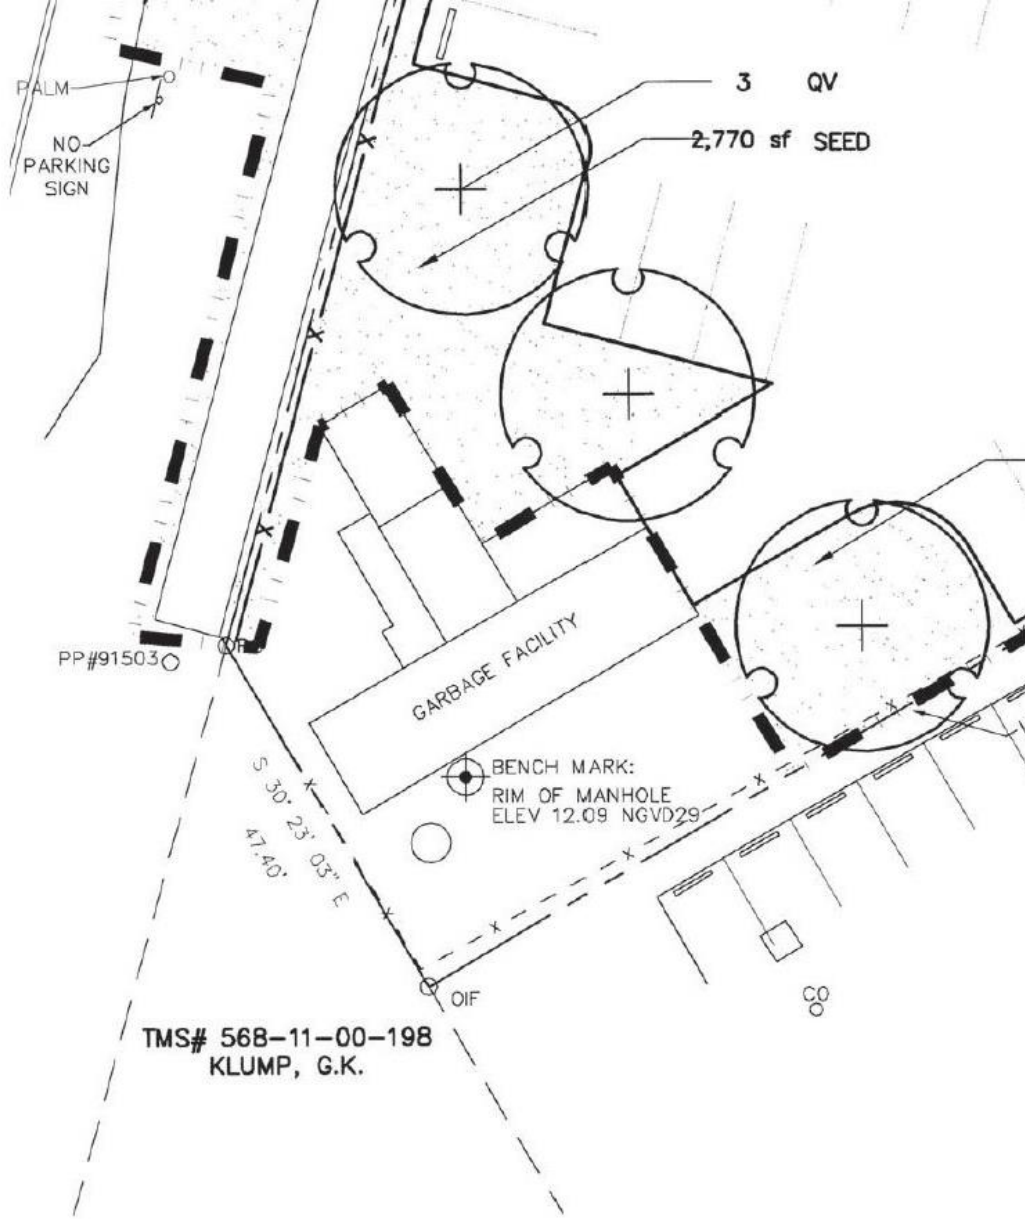 3 QV
PALM
2,770 sf SEED
NO
PARKING
SIGN
PP#91503
GARBAGE FACILITY
BENCH MARK:
RIM OF MANHOLE
ELEV 12.09 NGVD29
S 30° 23' 03" E
47.40'
OIF
CO
TMS# 568-11-00-198
KLUMP, G.K.